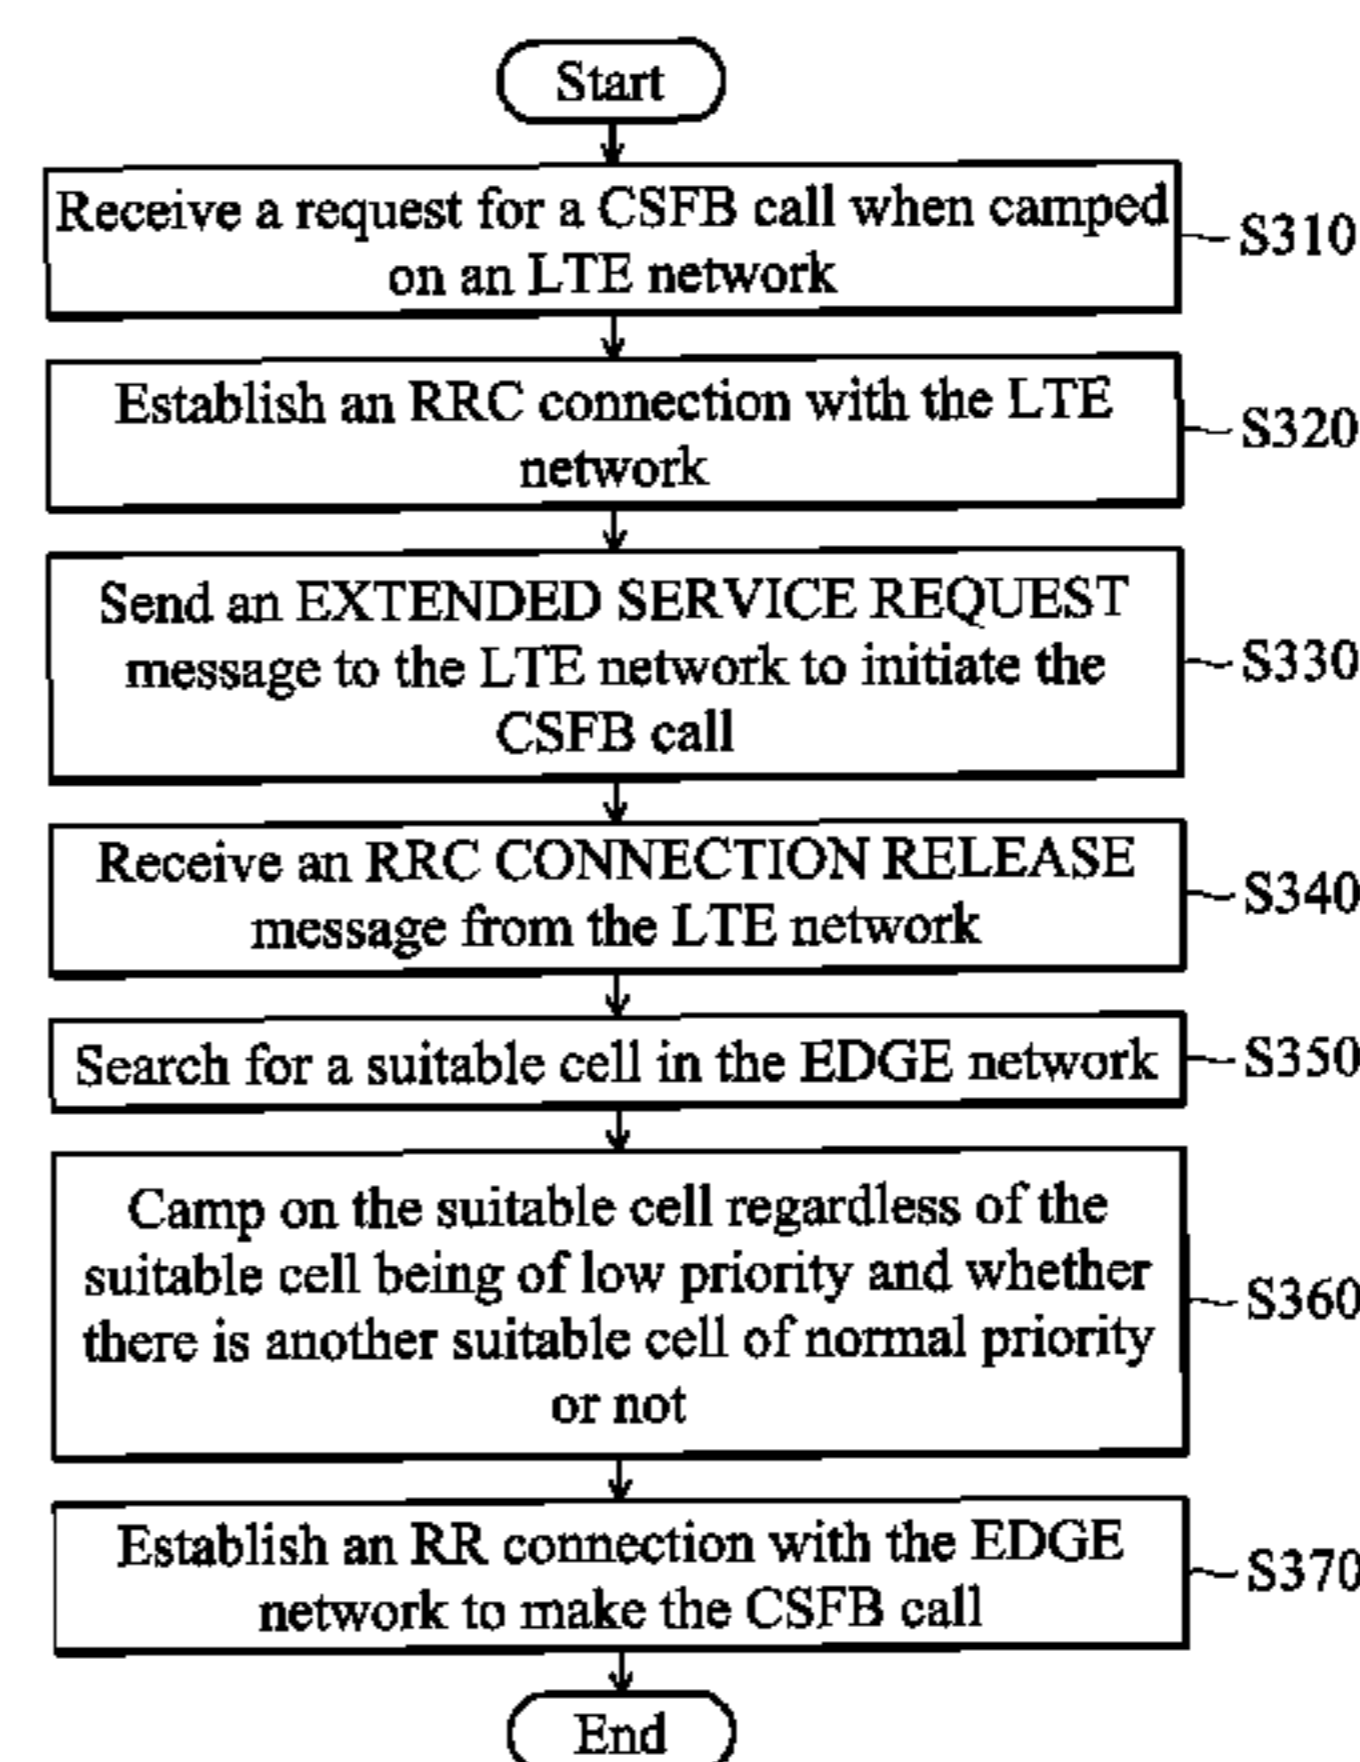 Start
Receive a request for a CSFB call when camped
on an LTE network
S310
Establish an RRC connection with the LTE
network
S320
Send an EXTENDED SERVICE REQUEST
message to the LTE network to initiate the
CSFB call
S330
Receive an RRC CONNECTION RELEASE
message from the LTE network
S340
Search for a suitable cell in the EDGE network
S350
Camp on the suitable cell regardless of the
suitable cell being of low priority and whether
there is another suitable cell of normal priority
or not
S360
Establish an RR connection with the EDGE
network to make the CSFB call
S370
End